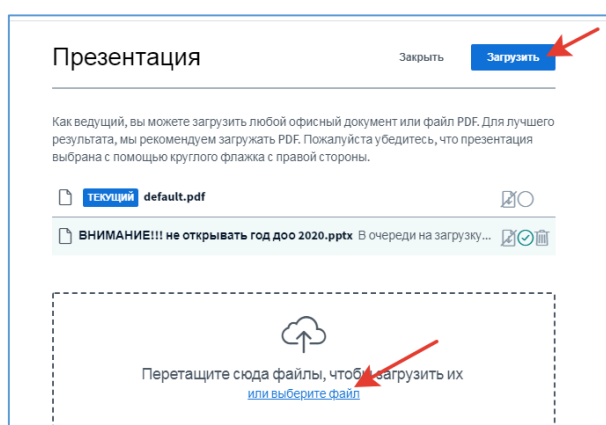 Презентация
Закрыть
Загрузить
Как ведущий, вы можете загрузить любой офисный документ или файл PDF. Для лучшего
результата, мы рекомендуем загружать PDF. Пожалуйста убедитесь, что презентация
выбрана с помощью круглого флажка с правой стороны.
ТЕКУЩИЙ default.pdf
ВНИМАНИЕ!!! не открывать год доо 2020.pptx В очереди на загрузку...
Перетащите сюда файлы, чтобы загрузить их
или выберите файл